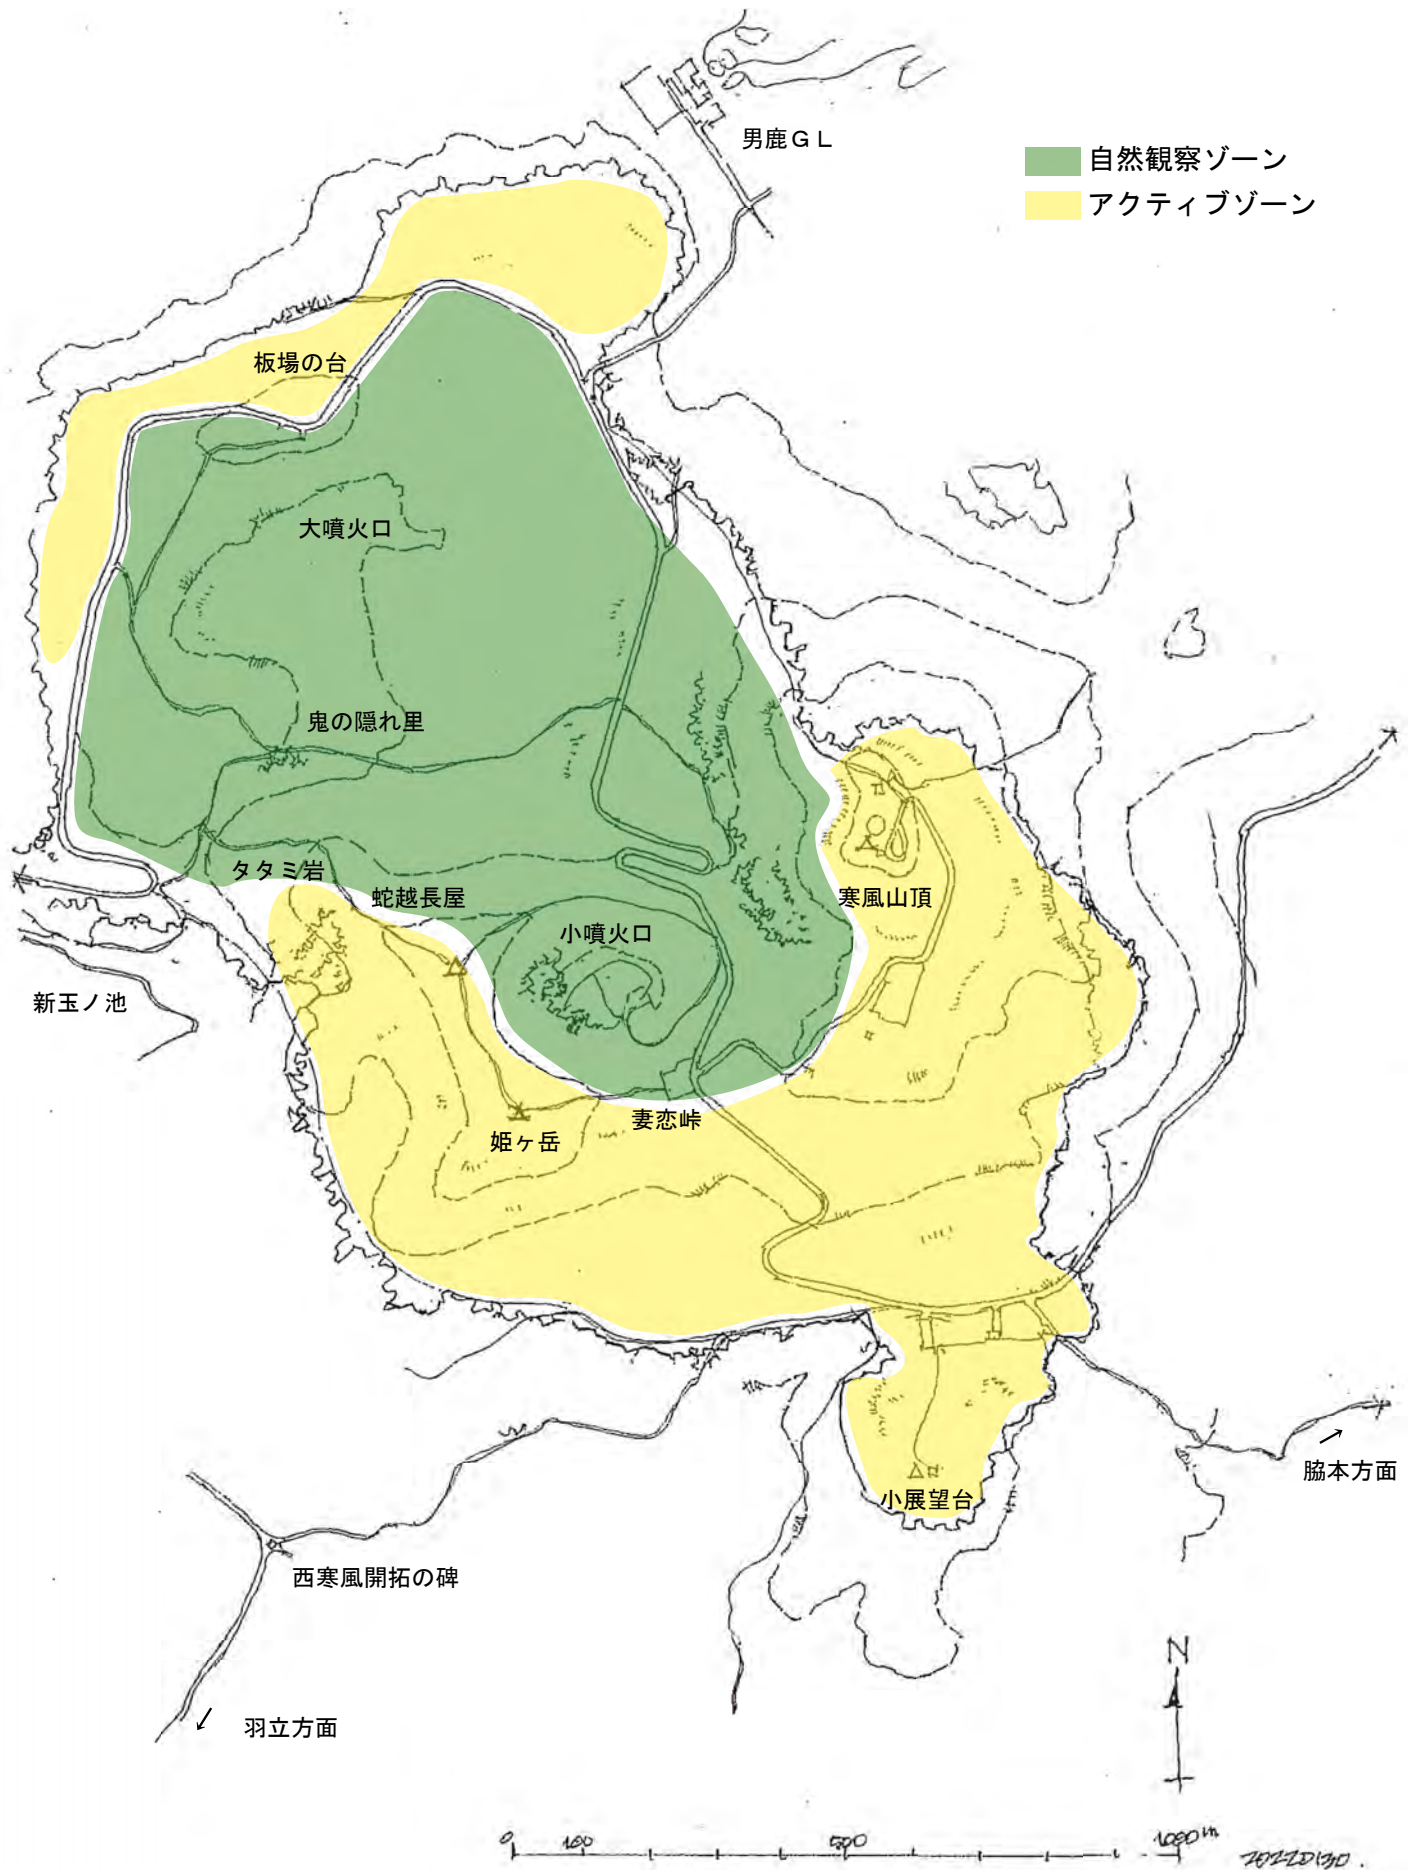 男鹿ＧＬ
自然観察ゾーン
アクティブゾーン
板場の台
大噴火口
鬼の隠れ里
タタミ岩
蛇越長屋
寒風山頂
小噴火口
新玉ノ池
妻恋峠
姫ヶ岳
脇本方面
小展望台
西寒風開拓の碑
N
羽立方面
0 100 500 1000m